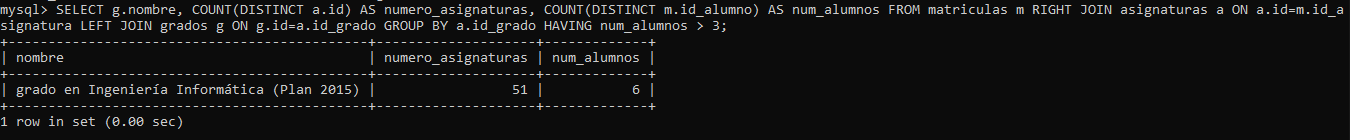 mysql> SELECT g.nombre, COUNT(DISTINCT a.id) AS numero_asignaturas, COUNT(DISTINCT m.id_alumno) AS num_alumnos FROM matriculas m RIGHT JOIN asignaturas a ON a.id=m.id_a
signatura LEFT JOIN grados g ON g.id=a.id_grado GROUP BY a.id_grado HAVING num_alumnos > 3;
+--------------------------------------------+--------------------+-------------+
| nombre                                     | numero_asignaturas | num_alumnos |
+--------------------------------------------+--------------------+-------------+
| grado en Ingeniería Informática (Plan 2015) |                 51 |           6 |
+--------------------------------------------+--------------------+-------------+
1 row in set (0.00 sec)